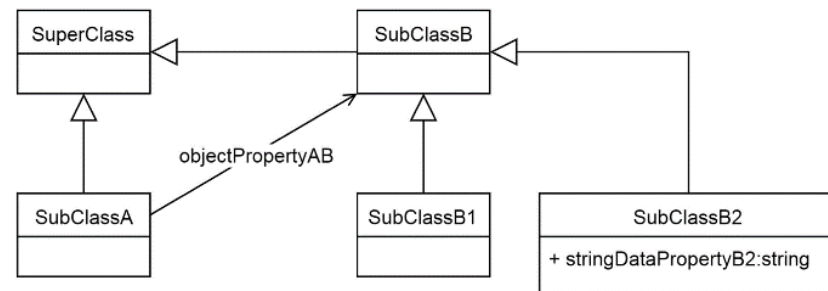 SuperClass
SubClassB
objectPropertyAB
SubClassA
SubClassB1
SubClassB2
+ stringDataPropertyB2:string